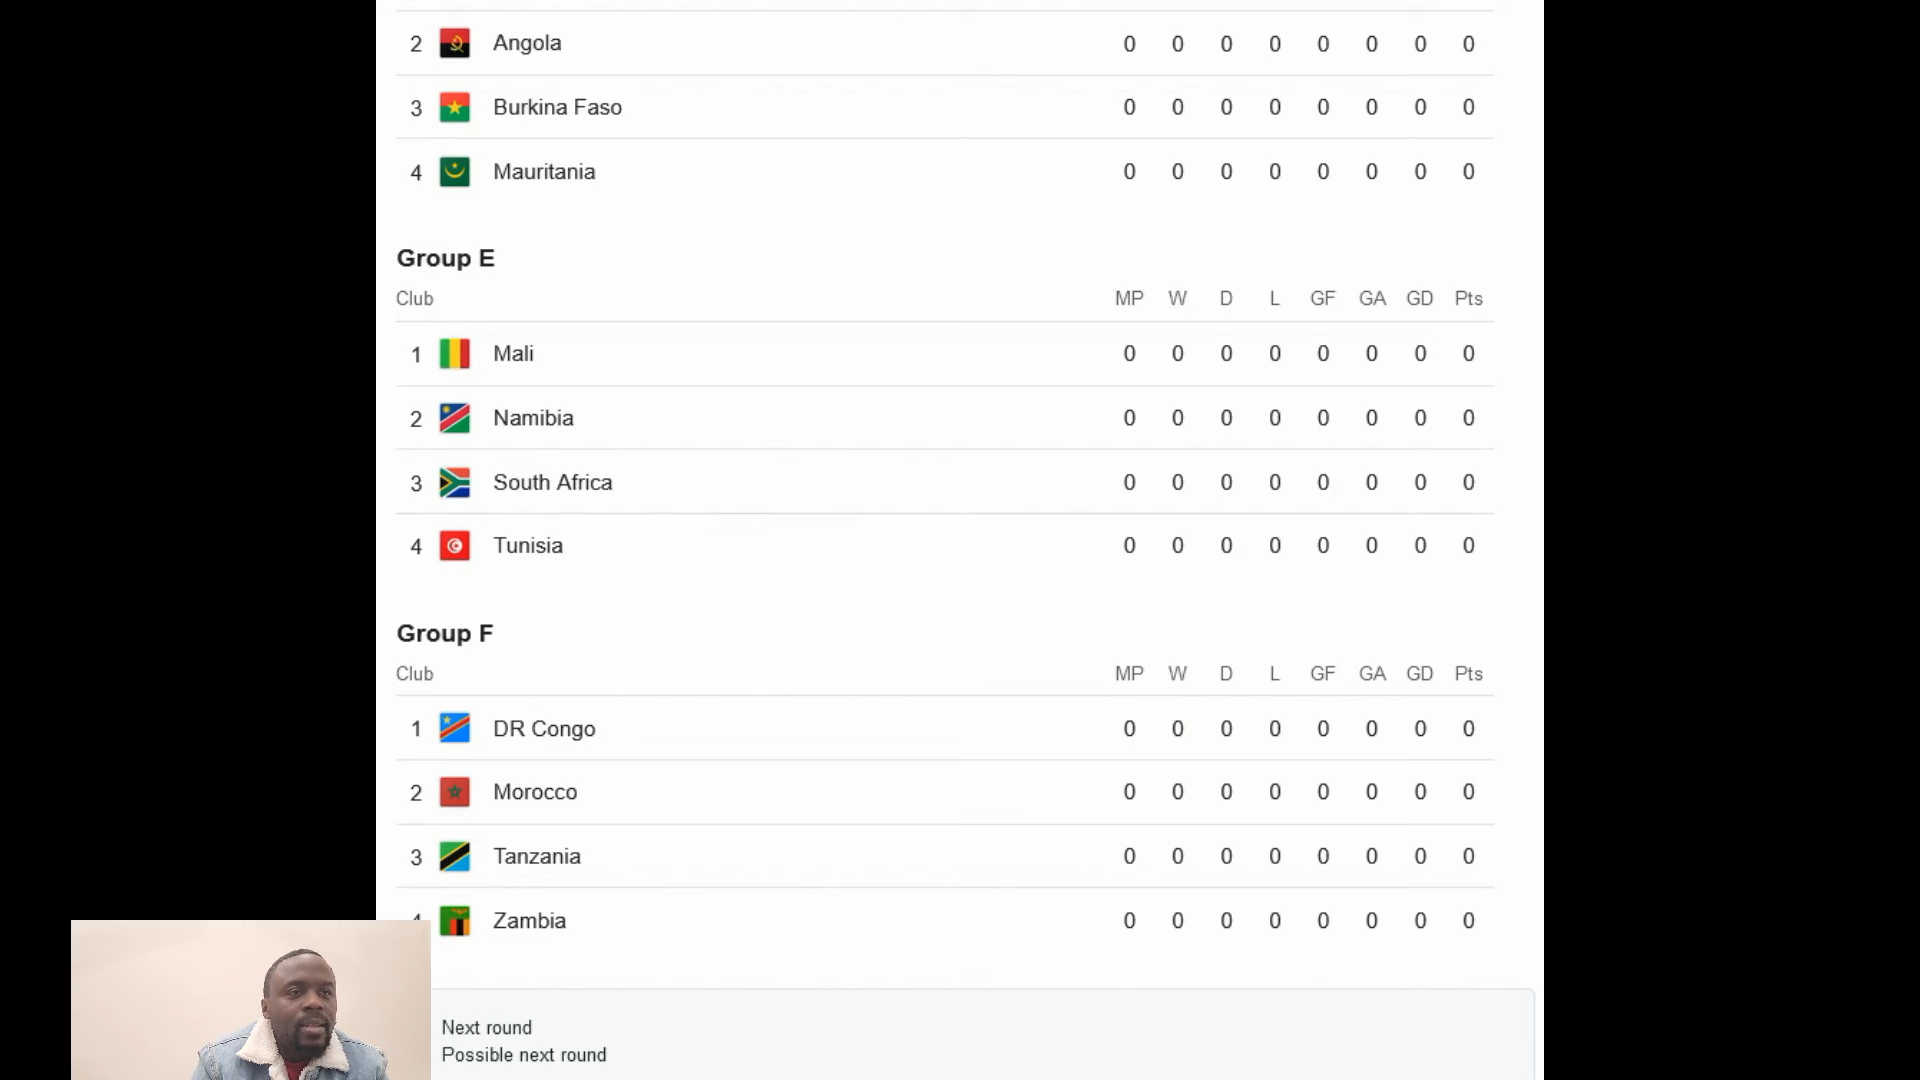 2 Angola 0 0 0 0 0 0 0 0
3 Burkina Faso 0 0 0 0 0 0 0 0
4 Mauritania 0 0 0 0 0 0 0 0
Group E
Club MP W D L GF GA GD Pts
1 Mali 0 0 0 0 0 0 0 0
2 Namibia 0 0 0 0 0 0 0 0
3 South Africa 0 0 0 0 0 0 0 0
4 Tunisia 0 0 0 0 0 0 0 0
Group F
Club MP W D L GF GA GD Pts
1 DR Congo 0 0 0 0 0 0 0 0
2 Morocco 0 0 0 0 0 0 0 0
3 Tanzania 0 0 0 0 0 0 0 0
4 Zambia 0 0 0 0 0 0 0 0
Next round
Possible next round